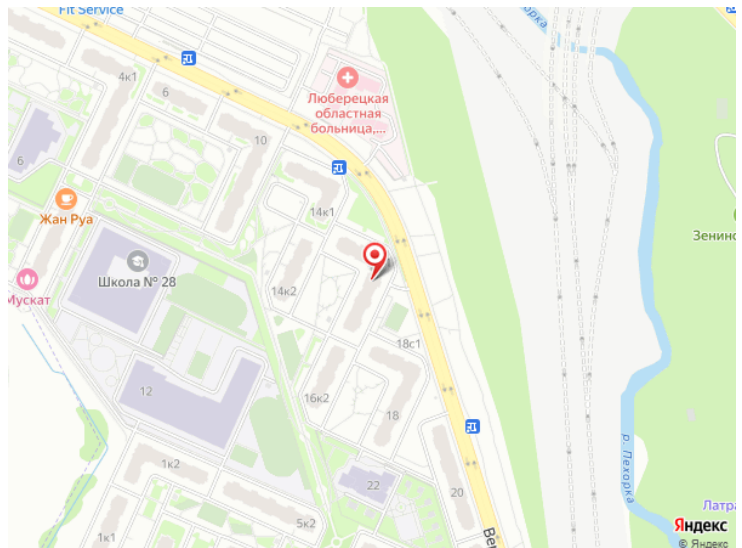 Fit Service
4к1
6
Люберецкая
областная
больница,...
10
6
Жан Руа
14к1
Зенинс
Школа № 28
Мускат
14к2
18с1
12
16к2
18
1к2
22
20
р. Пехорка
5к2
1к1
Латра
Яндекс
© Яндекс